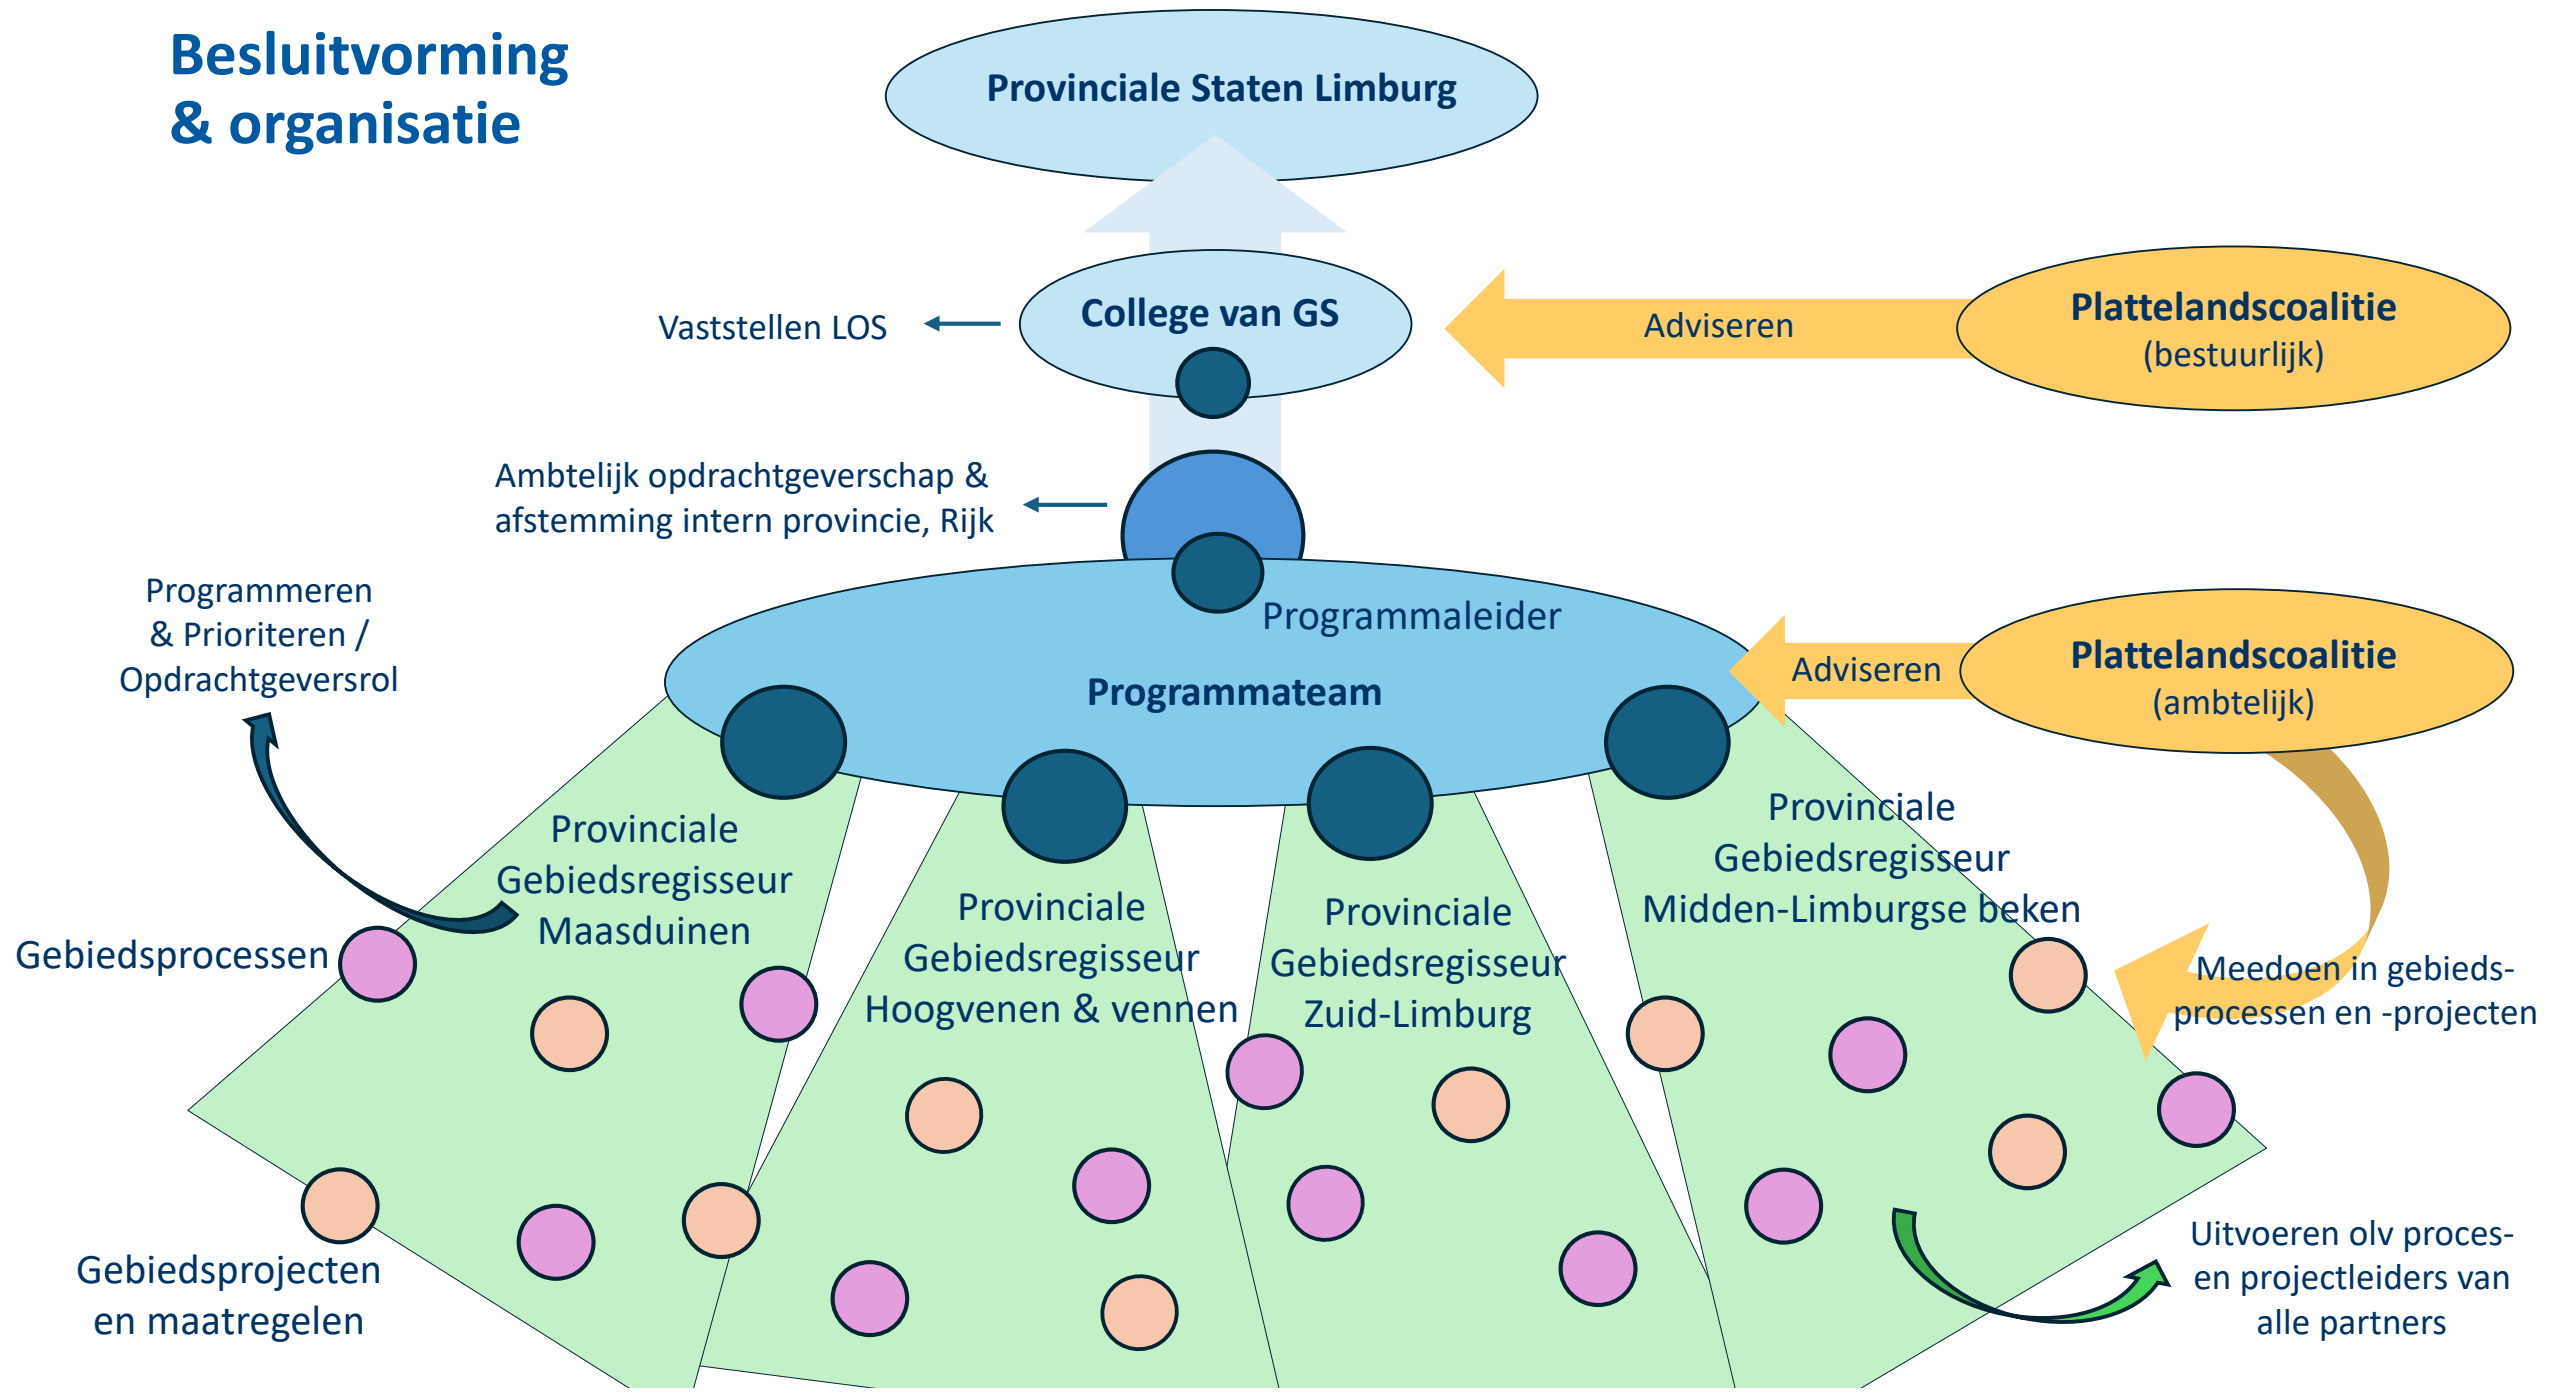 Besluitvorming
& organisatie
Provinciale Staten Limburg
College van GS
Vaststellen LOS
Adviseren
Plattelandscoalitie
(bestuurlijk)
Ambtelijk opdrachtgeverschap &
afstemming intern provincie, Rijk
Programmeren
& Prioriteren /
Opdrachtgeversrol
Programmaleider
Programmateam
Adviseren
Plattelandscoalitie
(ambtelijk)
Provinciale
Gebiedsregisseur
Maasduinen
Provinciale
Gebiedsregisseur
Hoogvenen & vennen
Provinciale
Gebiedsregisseur
Zuid-Limburg
Provinciale
Gebiedsregisseur
Midden-Limburgse beken
Gebiedsprocessen
Meedoen in gebieds-
processen en -projecten
Gebiedsprojecten
en maatregelen
Uitvoeren olv proces-
en projectleiders van
alle partners